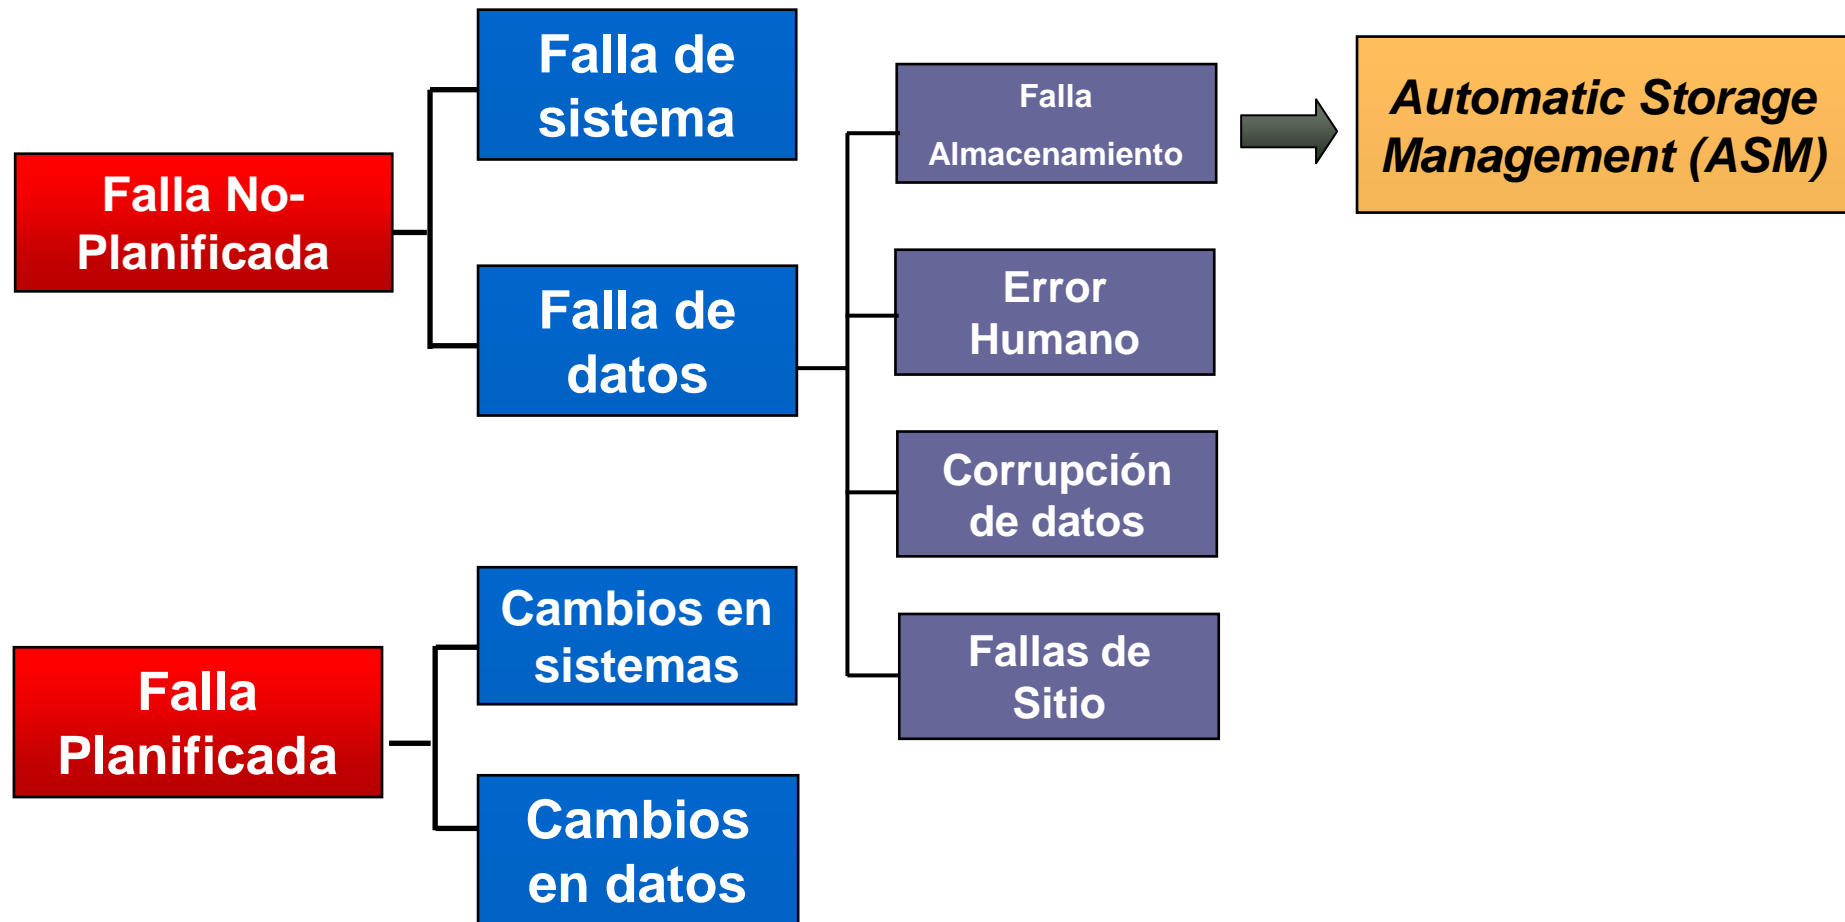 Falla No-
Planificada
Falla de
sistema
Falla de
datos
Falla
Almacenamiento
Automatic Storage
Management (ASM)
Error
Humano
Corrupción
de datos
Fallas de
Sitio
Falla
Planificada
Cambios en
sistemas
Cambios
en datos